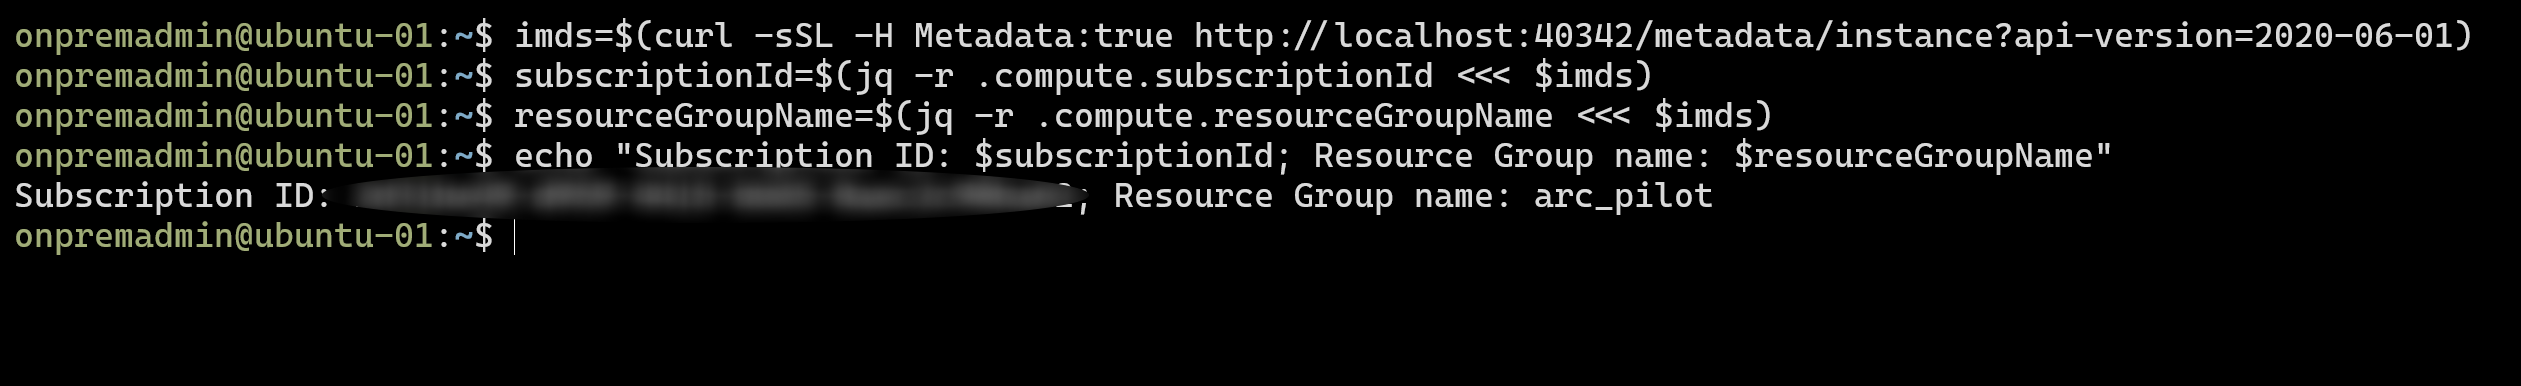 onpremadmin@ubuntu-01:~$ imds=$(curl -sSL -H Metadata:true http://localhost:40342/metadata/instance?api-version=2020-06-01)
onpremadmin@ubuntu-01:~$ subscriptionId=$(jq -r .compute.subscriptionId <<< $imds)
onpremadmin@ubuntu-01:~$ resourceGroupName=$(jq -r .compute.resourceGroupName <<< $imds)
onpremadmin@ubuntu-01:~$ echo "Subscription ID: $subscriptionId; Resource Group name: $resourceGroupName"
Subscription ID: ; Resource Group name: arc_pilot
onpremadmin@ubuntu-01:~$